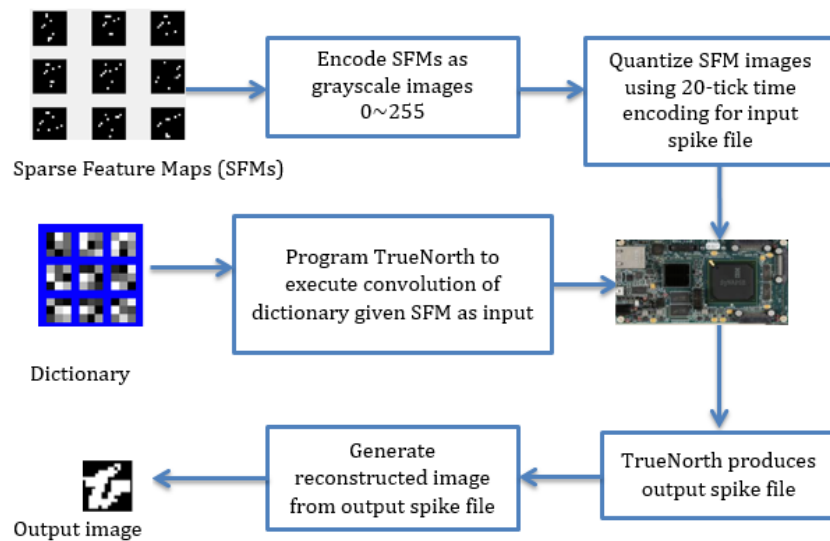 Encode SFMs as
grayscale images
0~255
Quantize SFM images
using 20-tick time
encoding for input
spike file
Sparse Feature Maps (SFMs)
Program TrueNorth to
execute convolution of
dictionary given SFM as input
Dictionary
Generate
reconstructed image
from output spike file
TrueNorth produces
output spike file
Output image